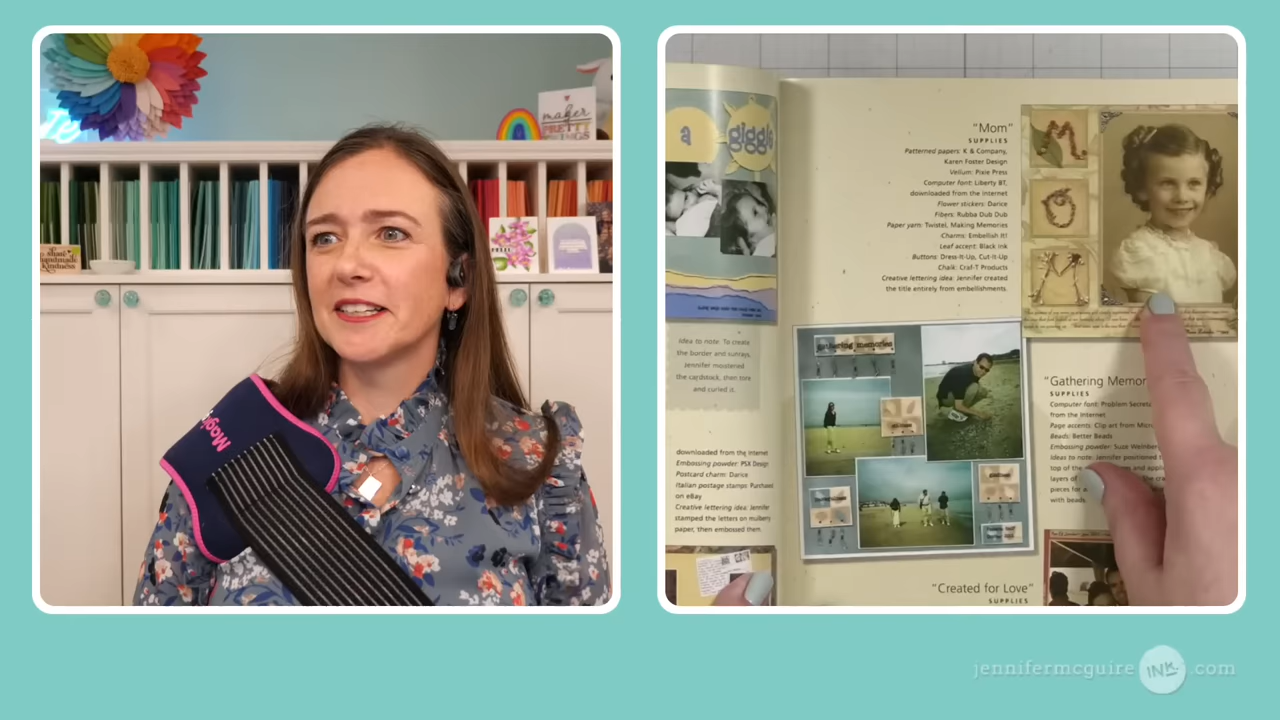 maker
PRETTY
THINGS
share
handmade
kindness
Magi
a
giggle
Idea to note: To create
the border and sunrays,
Jennifer moistened
the cardstock, then tore
and curled it.
downloaded from the Internet
Embossing powder: PSX Design
Postcard charm: Darice
Italian postage stamps: Purchased
on eBay
Creative lettering idea: Jennifer
stamped the letters on mulberry
paper, then embossed them.
"Mom"
SUPPLIES
Patterned papers: K & Company,
Karen Foster Design
Vellum: Pixie Press
Computer font: Liberty BT,
downloaded from the Internet
Flower stickers: Darice
Fibers: Rubba Dub Dub
Paper yarn: Twistel, Making Memories
Charms: Embellish It!
Leaf accent: Black Ink
Buttons: Dress-It-Up, Cut-It-Up
Chalk: Craf-T Products
Creative lettering idea: Jennifer created
the title entirely from embellishments.
M
O
M
gathering memories
"Gathering Memor
SUPPLIES
Computer font: Problem Secreta
from the Internet
Page accents: Clip art from Micr
Beads: Better Beads
Embossing powder: Suze Weinber
Ideas to note: Jennifer positioned t
top of the
layers of
pieces for a
with beads.
"Created for Love"
SUPPLIES
jennifermcguire INK .com